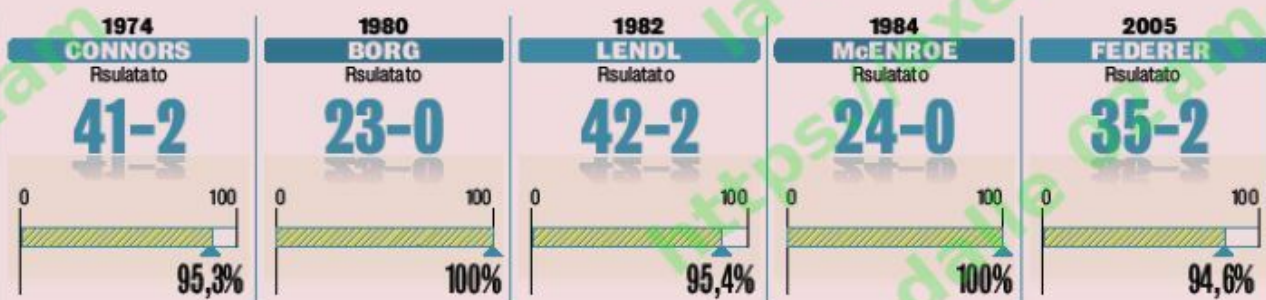 1974
CONNORS
Rsulatato
41-2
0 100
95,3%
1980
BORG
Rsulatato
23-0
0 100
100%
1982
LENDL
Rsulatato
42-2
0 100
95,4%
1984
McENROE
Rsulatato
24-0
0 100
100%
2005
FEDERER
Rsulatato
35-2
0 100
94,6%